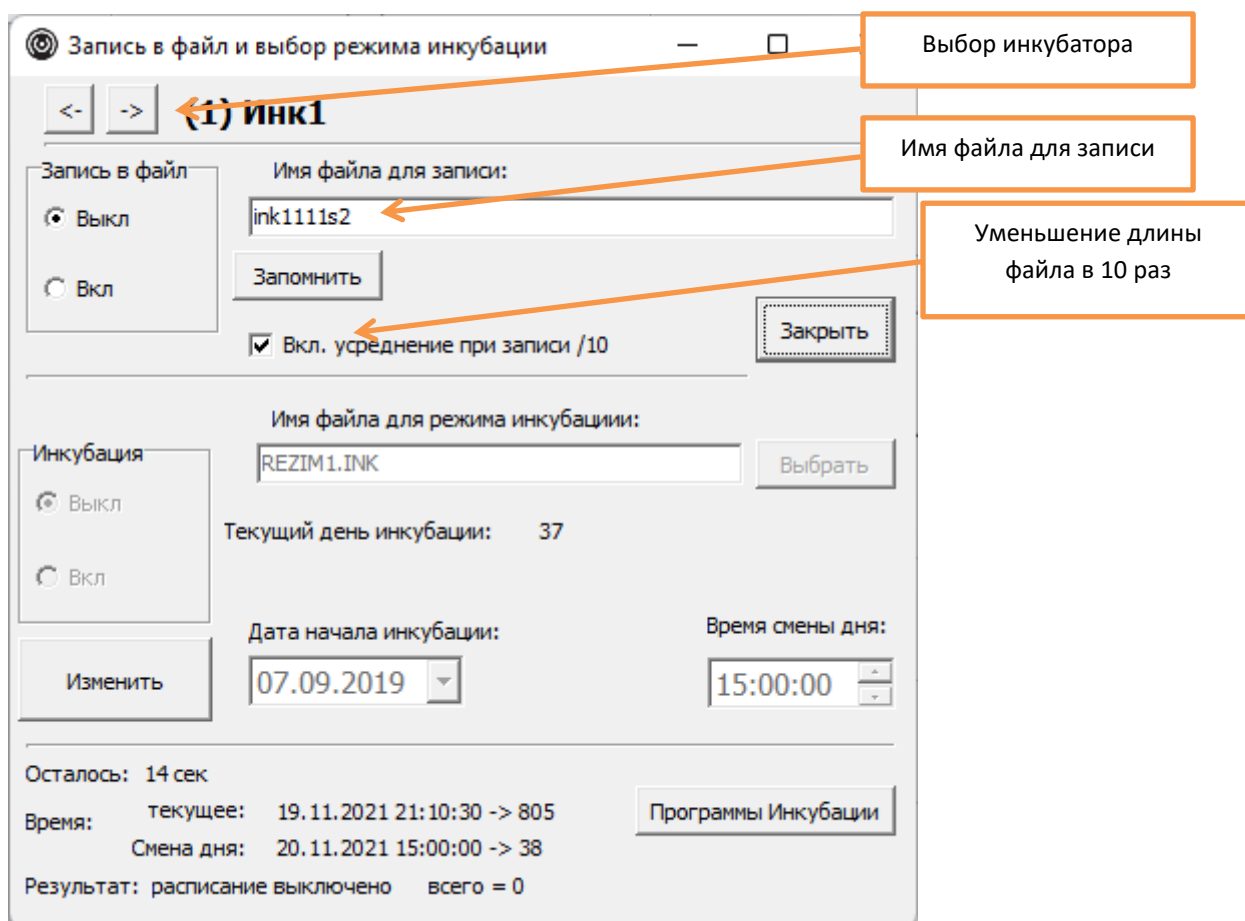 Запись в файл и выбор режима инкубации
Выбор инкубатора
<- -> (1) Инк1
Имя файла для записи
Запись в файл
Имя файла для записи:
Выкл
ink1111s2
Уменьшение длины
файла в 10 раз
Вкл
Запомнить
Закрыть
Вкл. усреднение при записи /10
Имя файла для режима инкубациии:
Инкубация
REZIM1.INK
Выбрать
Выкл
Текущий день инкубации: 37
Вкл
Дата начала инкубации:
Время смены дня:
Изменить
07.09.2019
15:00:00
Осталось: 14 сек
Время: текущее: 19.11.2021 21:10:30 -> 805
Программы Инкубации
Смена дня: 20.11.2021 15:00:00 -> 38
Результат: расписание выключено всего = 0